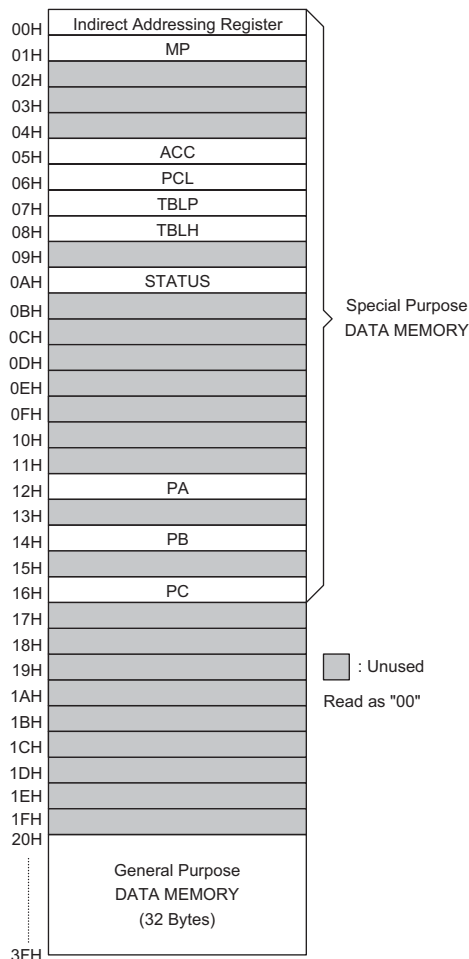 00H Indirect Addressing Register
01H MP
02H
03H
04H
05H ACC
06H PCL
07H TBLP
08H TBLH
09H
0AH STATUS
0BH
0CH
0DH
0EH
0FH
10H
11H
12H PA
13H
14H PB
15H
16H PC
Special Purpose
DATA MEMORY
17H
18H
19H
1AH
1BH
1CH
1DH
1EH
1FH
: Unused
Read as "00"
20H
General Purpose
DATA MEMORY
(32 Bytes)
3FH